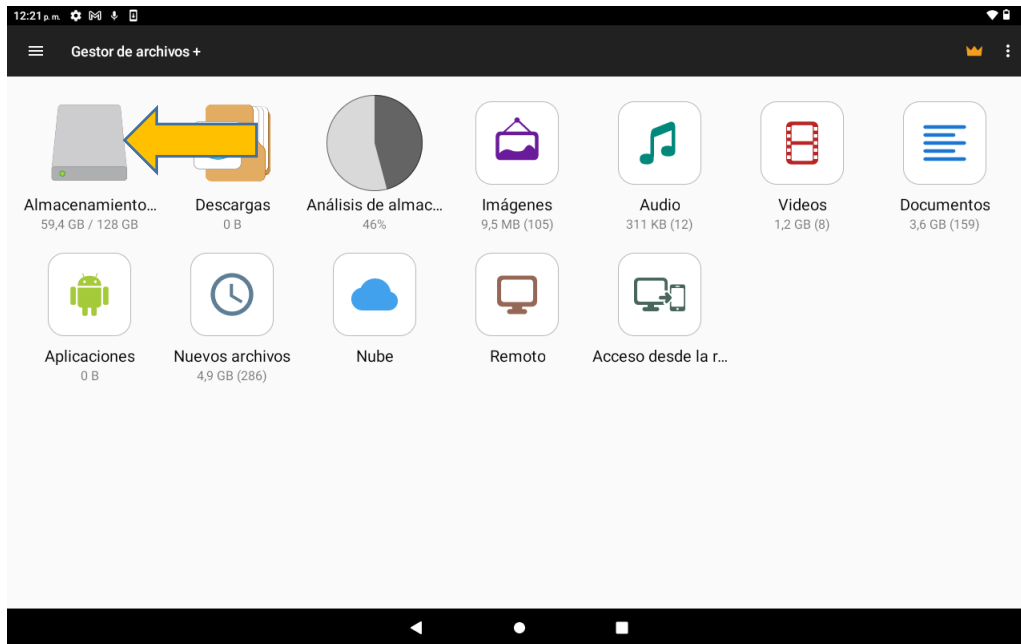 12:21 p. m.
Gestor de archivos +
Almacenamiento... Descargas Análisis de almac... Imágenes Audio Videos Documentos
59,4 GB / 128 GB 0 B 46% 9,5 MB (105) 311 KB (12) 1,2 GB (8) 3,6 GB (159)
Aplicaciones Nuevos archivos Nube Remoto Acceso desde la r...
0 B 4,9 GB (286)